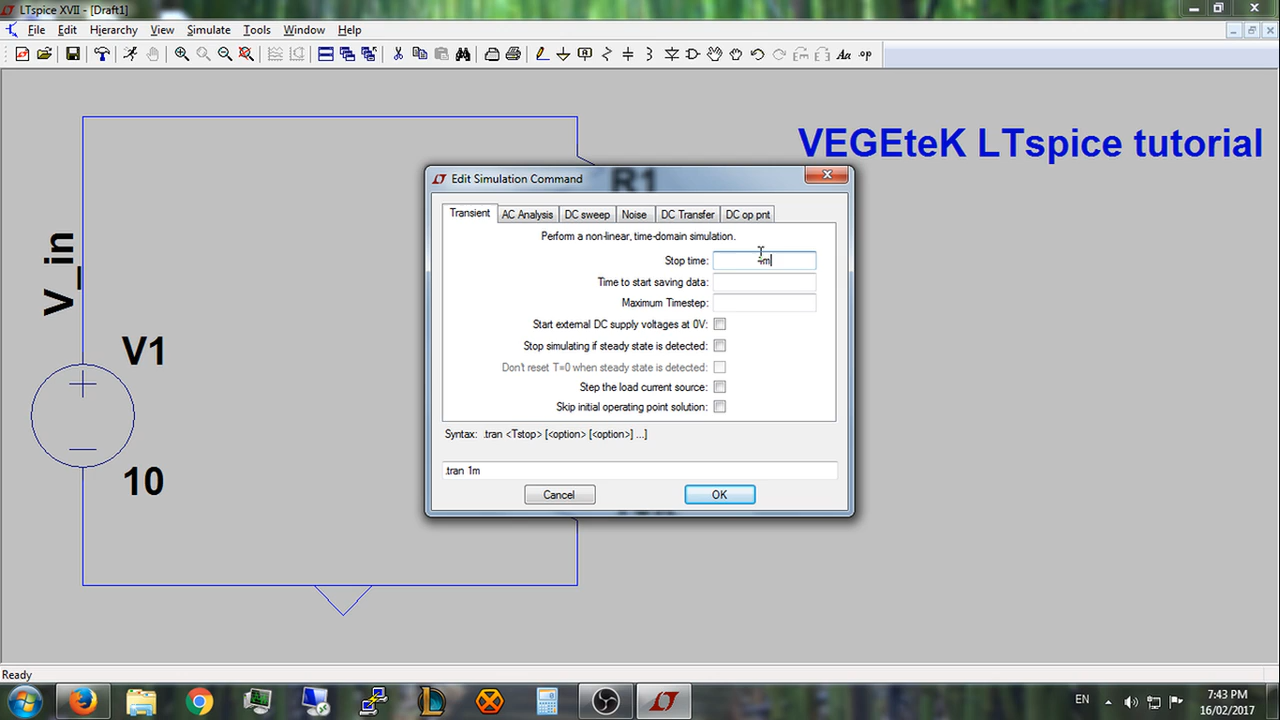 LTspice XVII - [Draft1]
File Edit Hierarchy View Simulate Tools Window Help
Aa .op
VEGEteK LTspice tutorial
R1
V_in
V1
10
Edit Simulation Command
Transient AC Analysis DC sweep Noise DC Transfer DC op pnt
Perform a non-linear, time-domain simulation.
Stop time: 1m
Time to start saving data:
Maximum Timestep:
Start external DC supply voltages at 0V:
Stop simulating if steady state is detected:
Don't reset T=0 when steady state is detected:
Step the load current source:
Skip initial operating point solution:
Syntax: .tran <Tstop> [<option> [<option>] ...]
.tran 1m
Cancel OK
Ready
EN
7:43 PM
16/02/2017